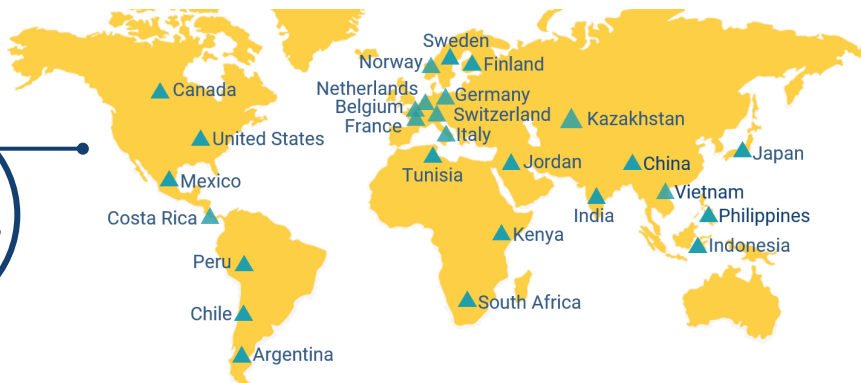 Sweden
Norway
Finland
Canada
Netherlands
Germany
Belgium
Switzerland
Kazakhstan
France
Italy
United States
Japan
Tunisia
Jordan
China
Mexico
Vietnam
India
Philippines
Costa Rica
Kenya
Indonesia
Peru
South Africa
Chile
Argentina